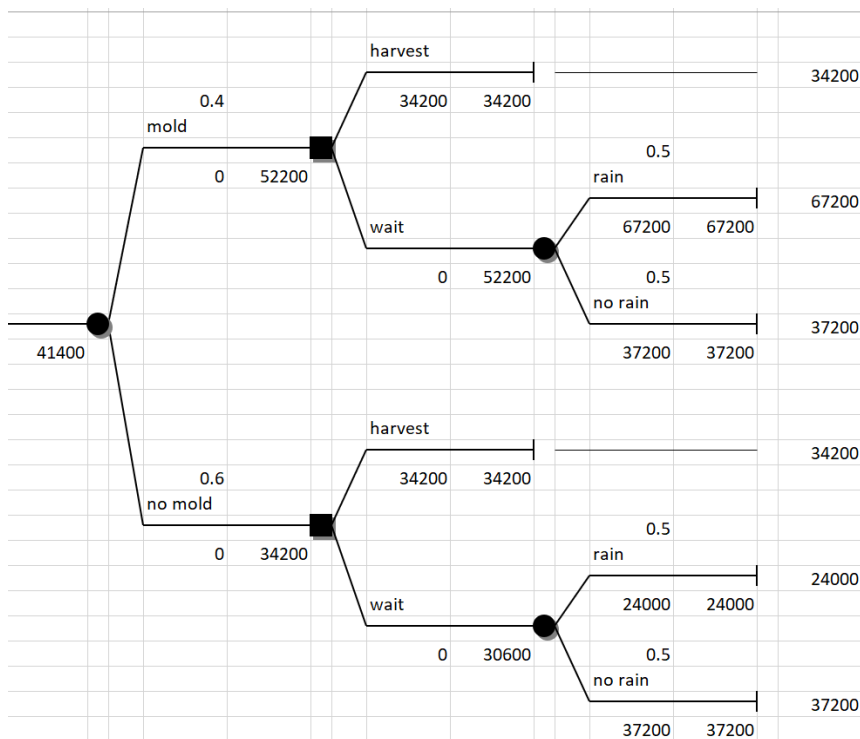 harvest
34200
0.4
34200 34200
mold
0.5
0 52200
rain
67200
wait
67200 67200
0 52200
0.5
no rain
37200
41400
37200 37200
harvest
34200
0.6
34200 34200
no mold
0.5
0 34200
rain
24000
wait
24000 24000
0 30600
0.5
no rain
37200
37200 37200